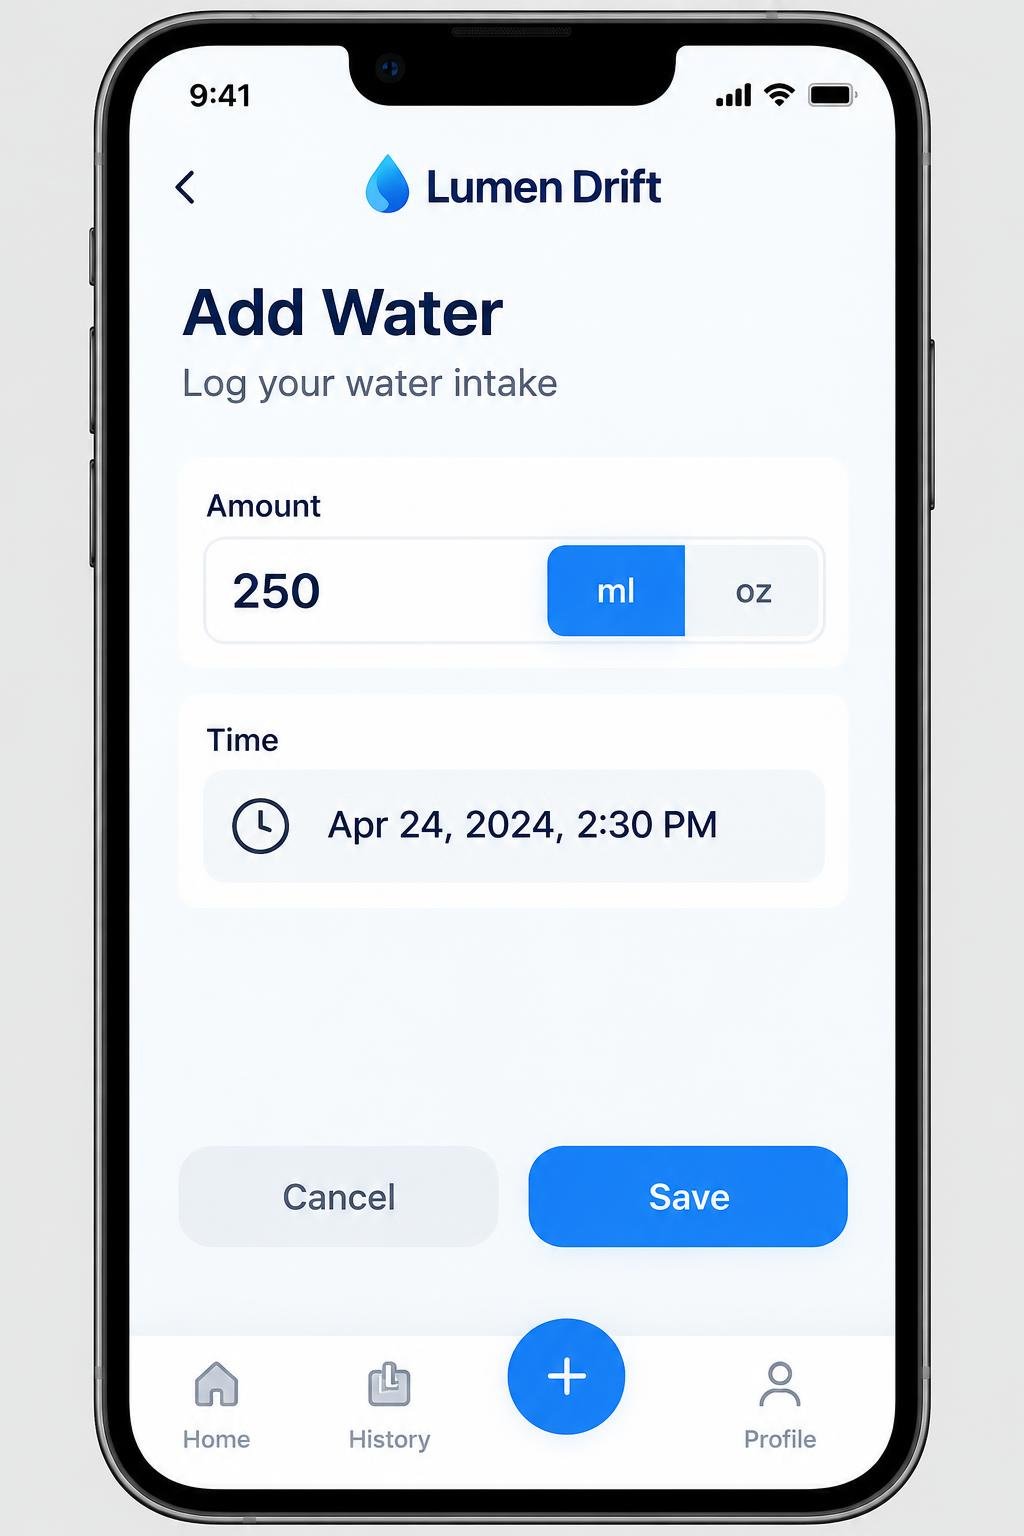 9:41
Lumen Drift
Add Water
Log your water intake
Amount
250
ml
oz
Time
Apr 24, 2024, 2:30 PM
Cancel
Save
Home
History
Profile